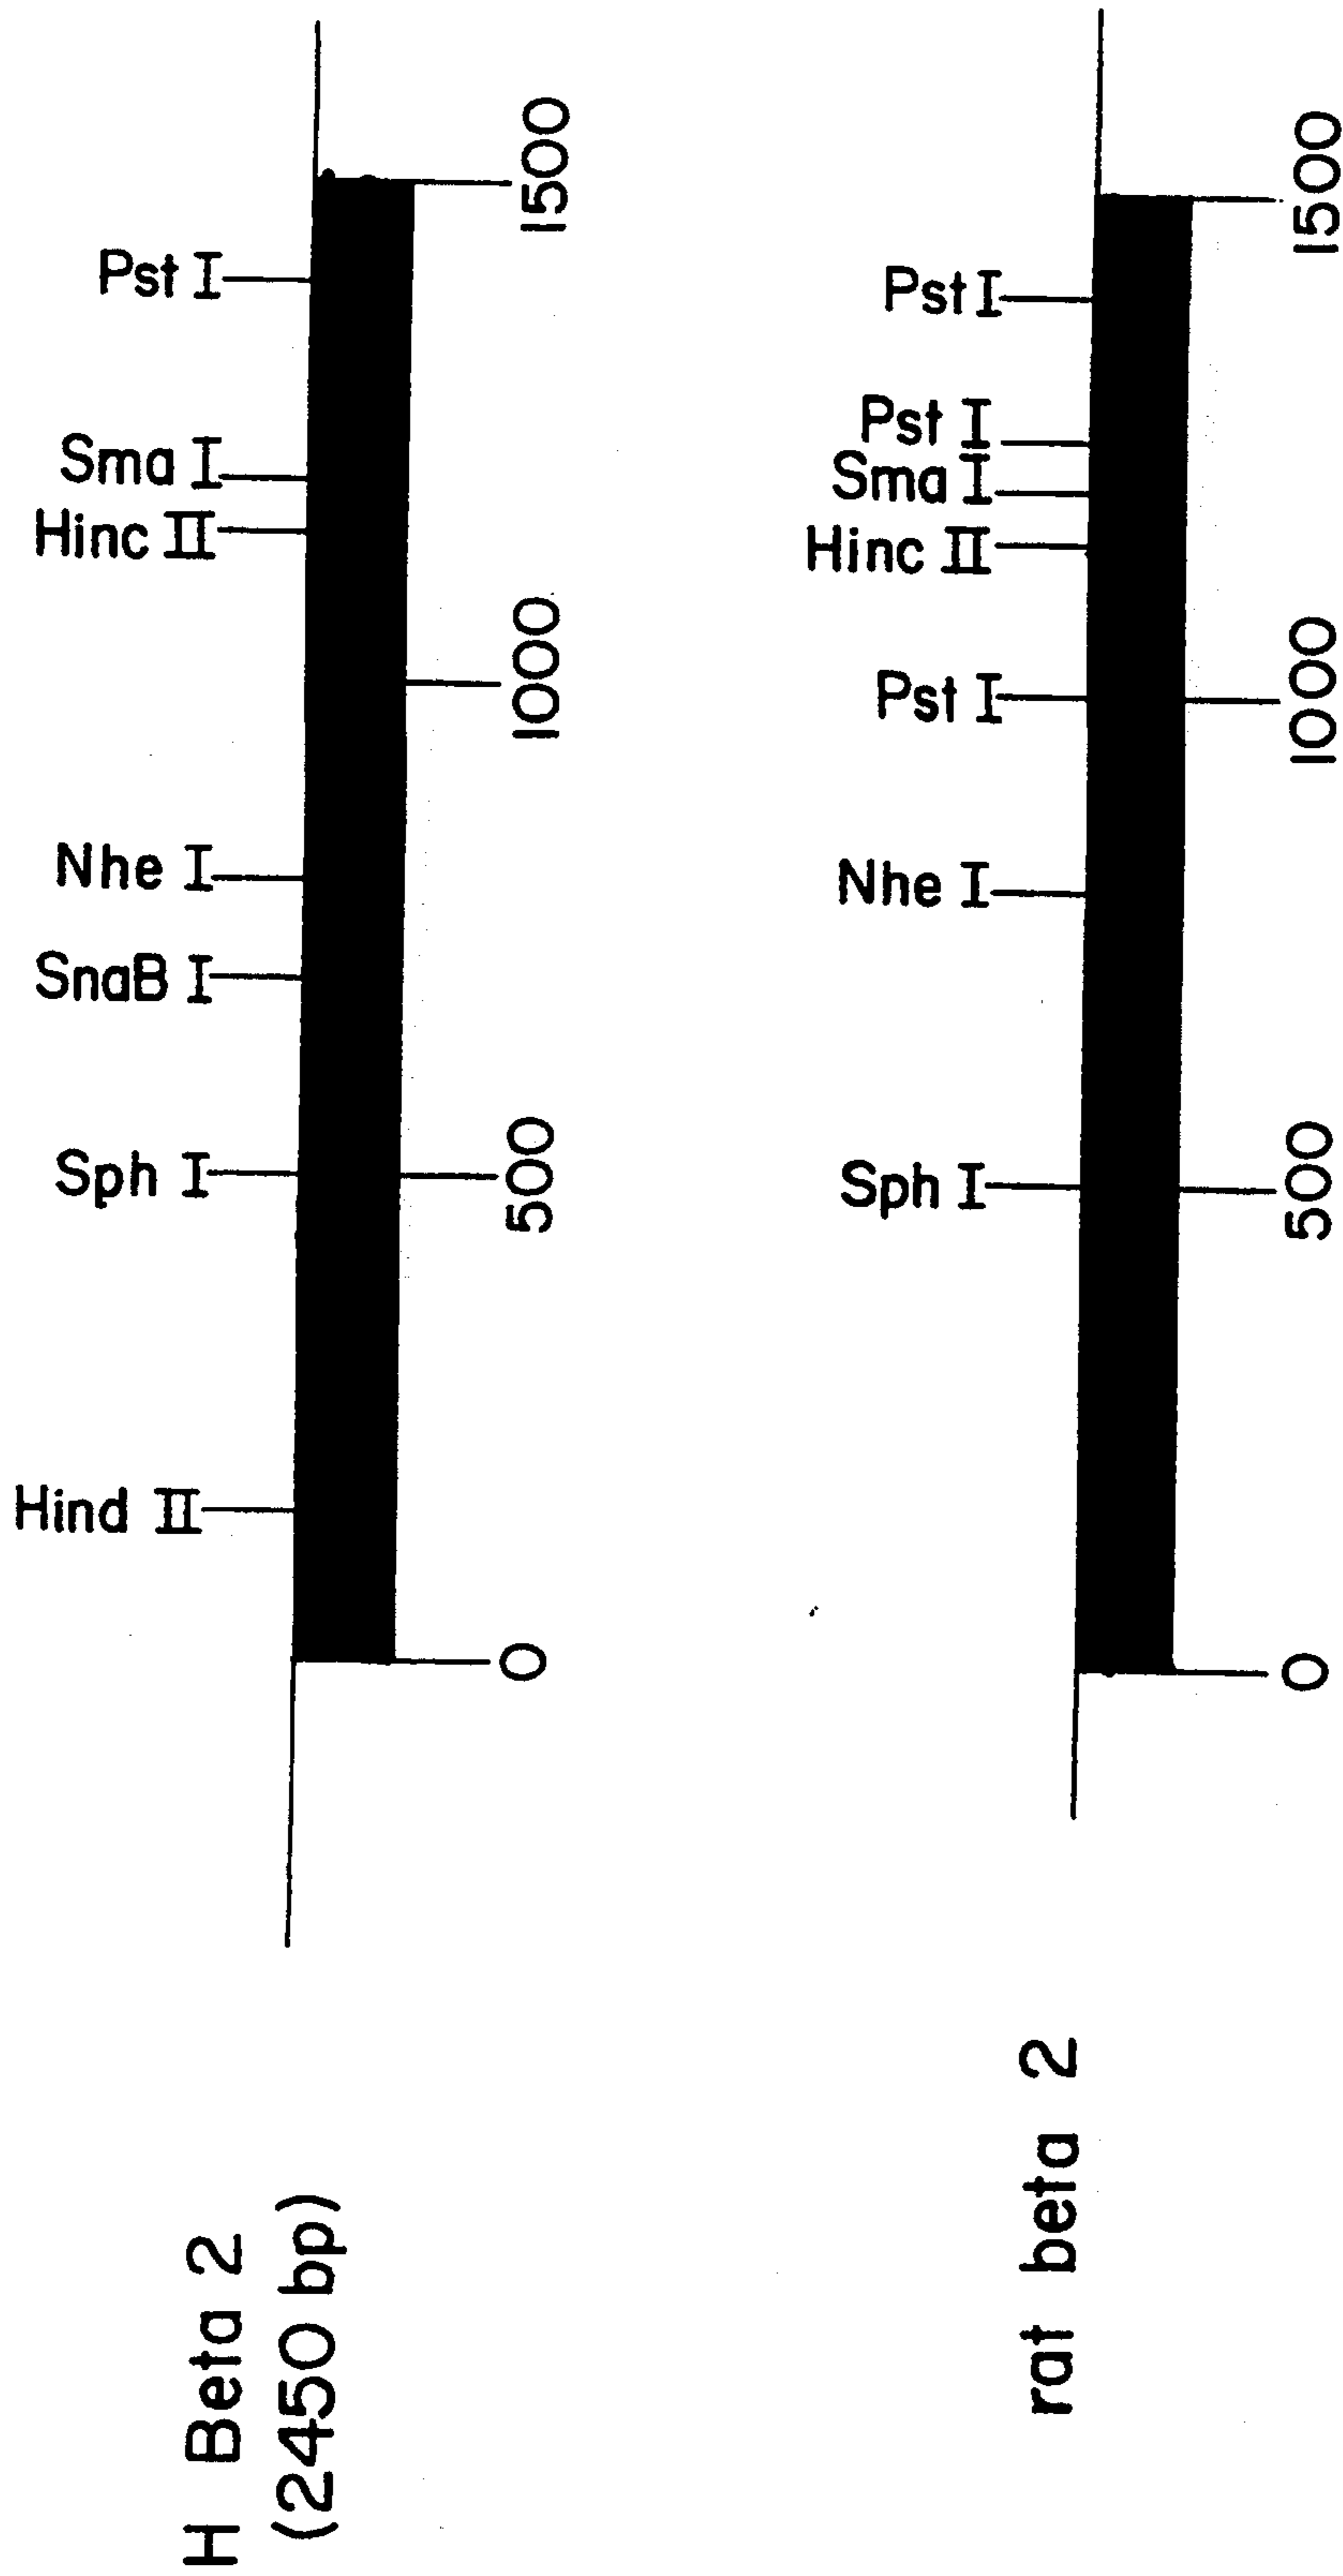 H Beta 2
(2450 bp)
Hind II
Sph I
SnaB I
Nhe I
Hinc II
Sma I
Pst I
0
500
1000
1500
rat beta 2
Sph I
Nhe I
Pst I
Hinc II
Sma I
Pst I
Pst I
0
500
1000
1500